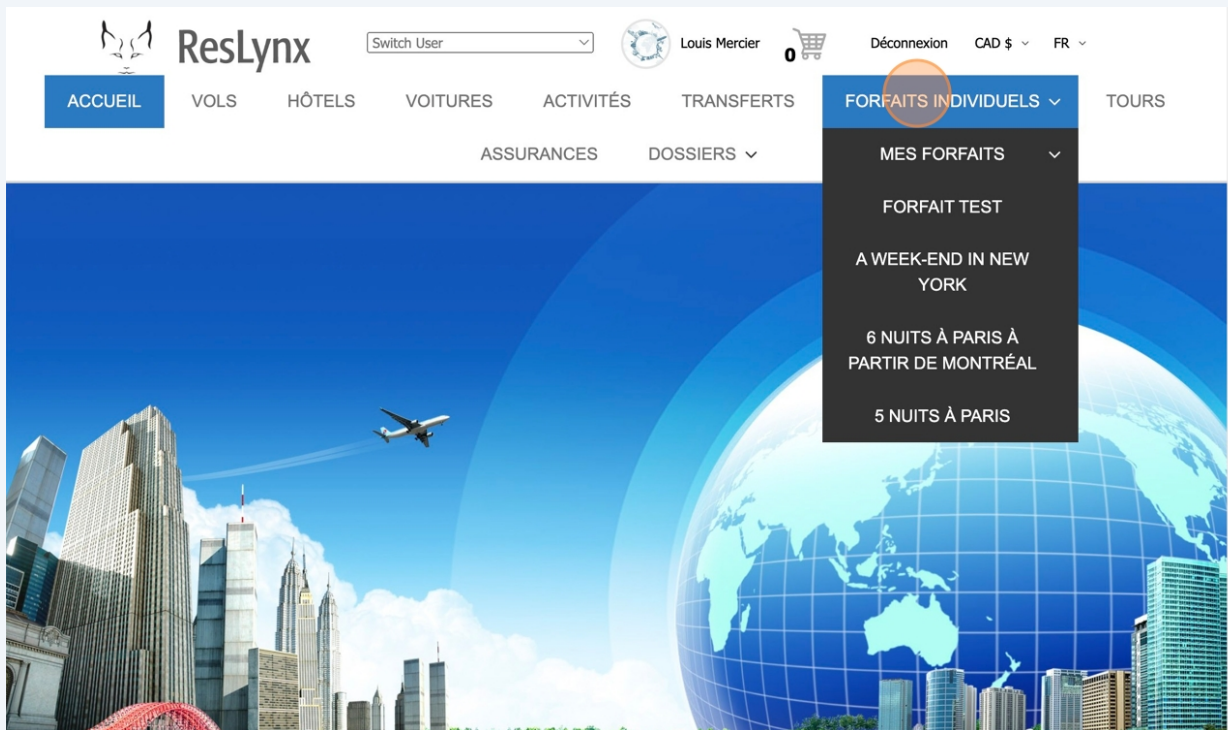 ResLynx
Switch User
Louis Mercier
0
Déconnexion
CAD $
FR
ACCUEIL
VOLS
HÔTELS
VOITURES
ACTIVITÉS
TRANSFERTS
FORFAITS INDIVIDUELS
TOURS
ASSURANCES
DOSSIERS
MES FORFAITS
FORFAIT TEST
A WEEK-END IN NEW
YORK
6 NUITS À PARIS À
PARTIR DE MONTRÉAL
5 NUITS À PARIS